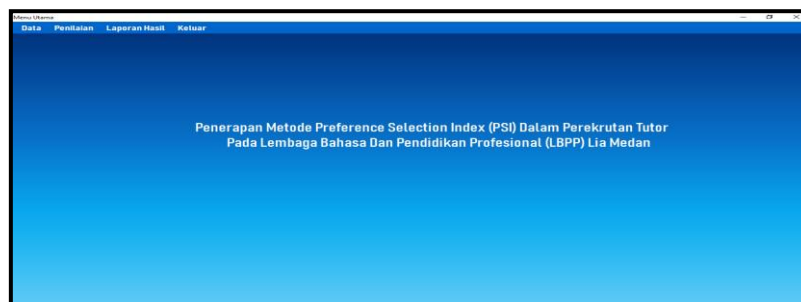 Menu Utama
Data Penilaian Laporan Hasil Keluar
Penerapan Metode Preference Selection Index (PSI) Dalam Perekrutan Tutor
Pada Lembaga Bahasa Dan Pendidikan Profesional (LBPP) Lia Medan